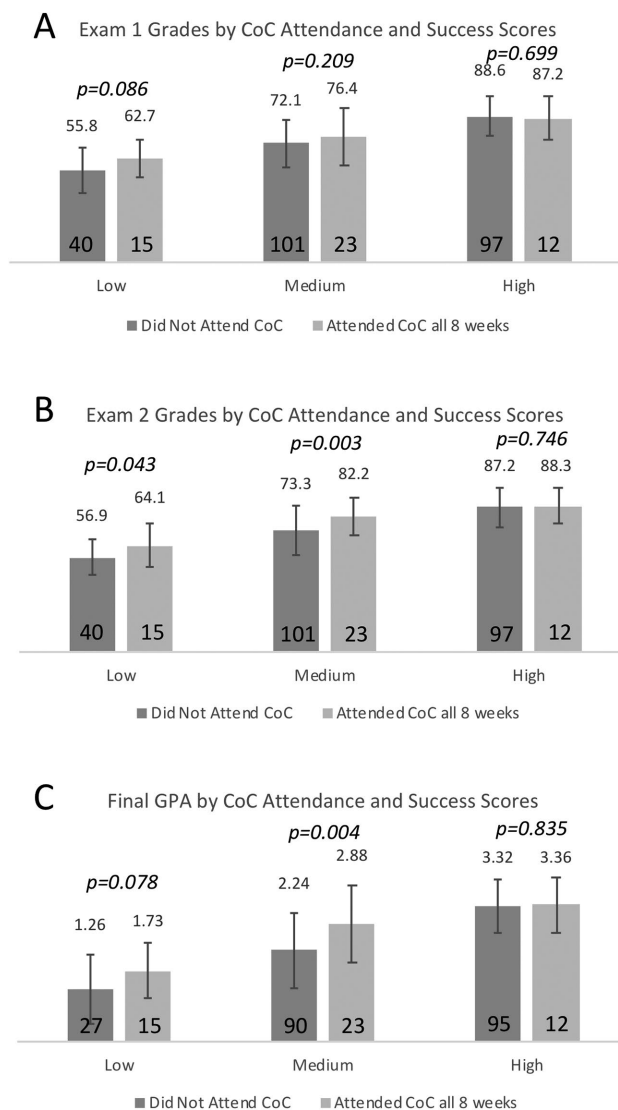 A
Exam 1 Grades by CoC Attendance and Success Scores
p=0.086
p=0.209
p=0.699
55.8
62.7
72.1
76.4
88.6
87.2
40
15
101
23
97
12
Low
Medium
High
Did Not Attend CoC
Attended CoC all 8 weeks
B
Exam 2 Grades by CoC Attendance and Success Scores
p=0.043
p=0.003
p=0.746
56.9
64.1
73.3
82.2
87.2
88.3
40
15
101
23
97
12
Low
Medium
High
Did Not Attend CoC
Attended CoC all 8 weeks
C
Final GPA by CoC Attendance and Success Scores
p=0.078
p=0.004
p=0.835
1.26
1.73
2.24
2.88
3.32
3.36
27
15
90
23
95
12
Low
Medium
High
Did Not Attend CoC
Attended CoC all 8 weeks